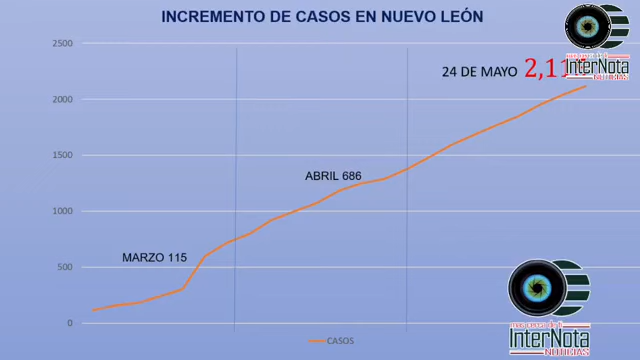 INCREMENTO DE CASOS EN NUEVO LEÓN
2500
24 DE MAYO
InterNota
NOTICIAS
2000
1500
ABRIL 686
1000
MARZO 115
500
0
InterNota
NOTICIAS
CASOS